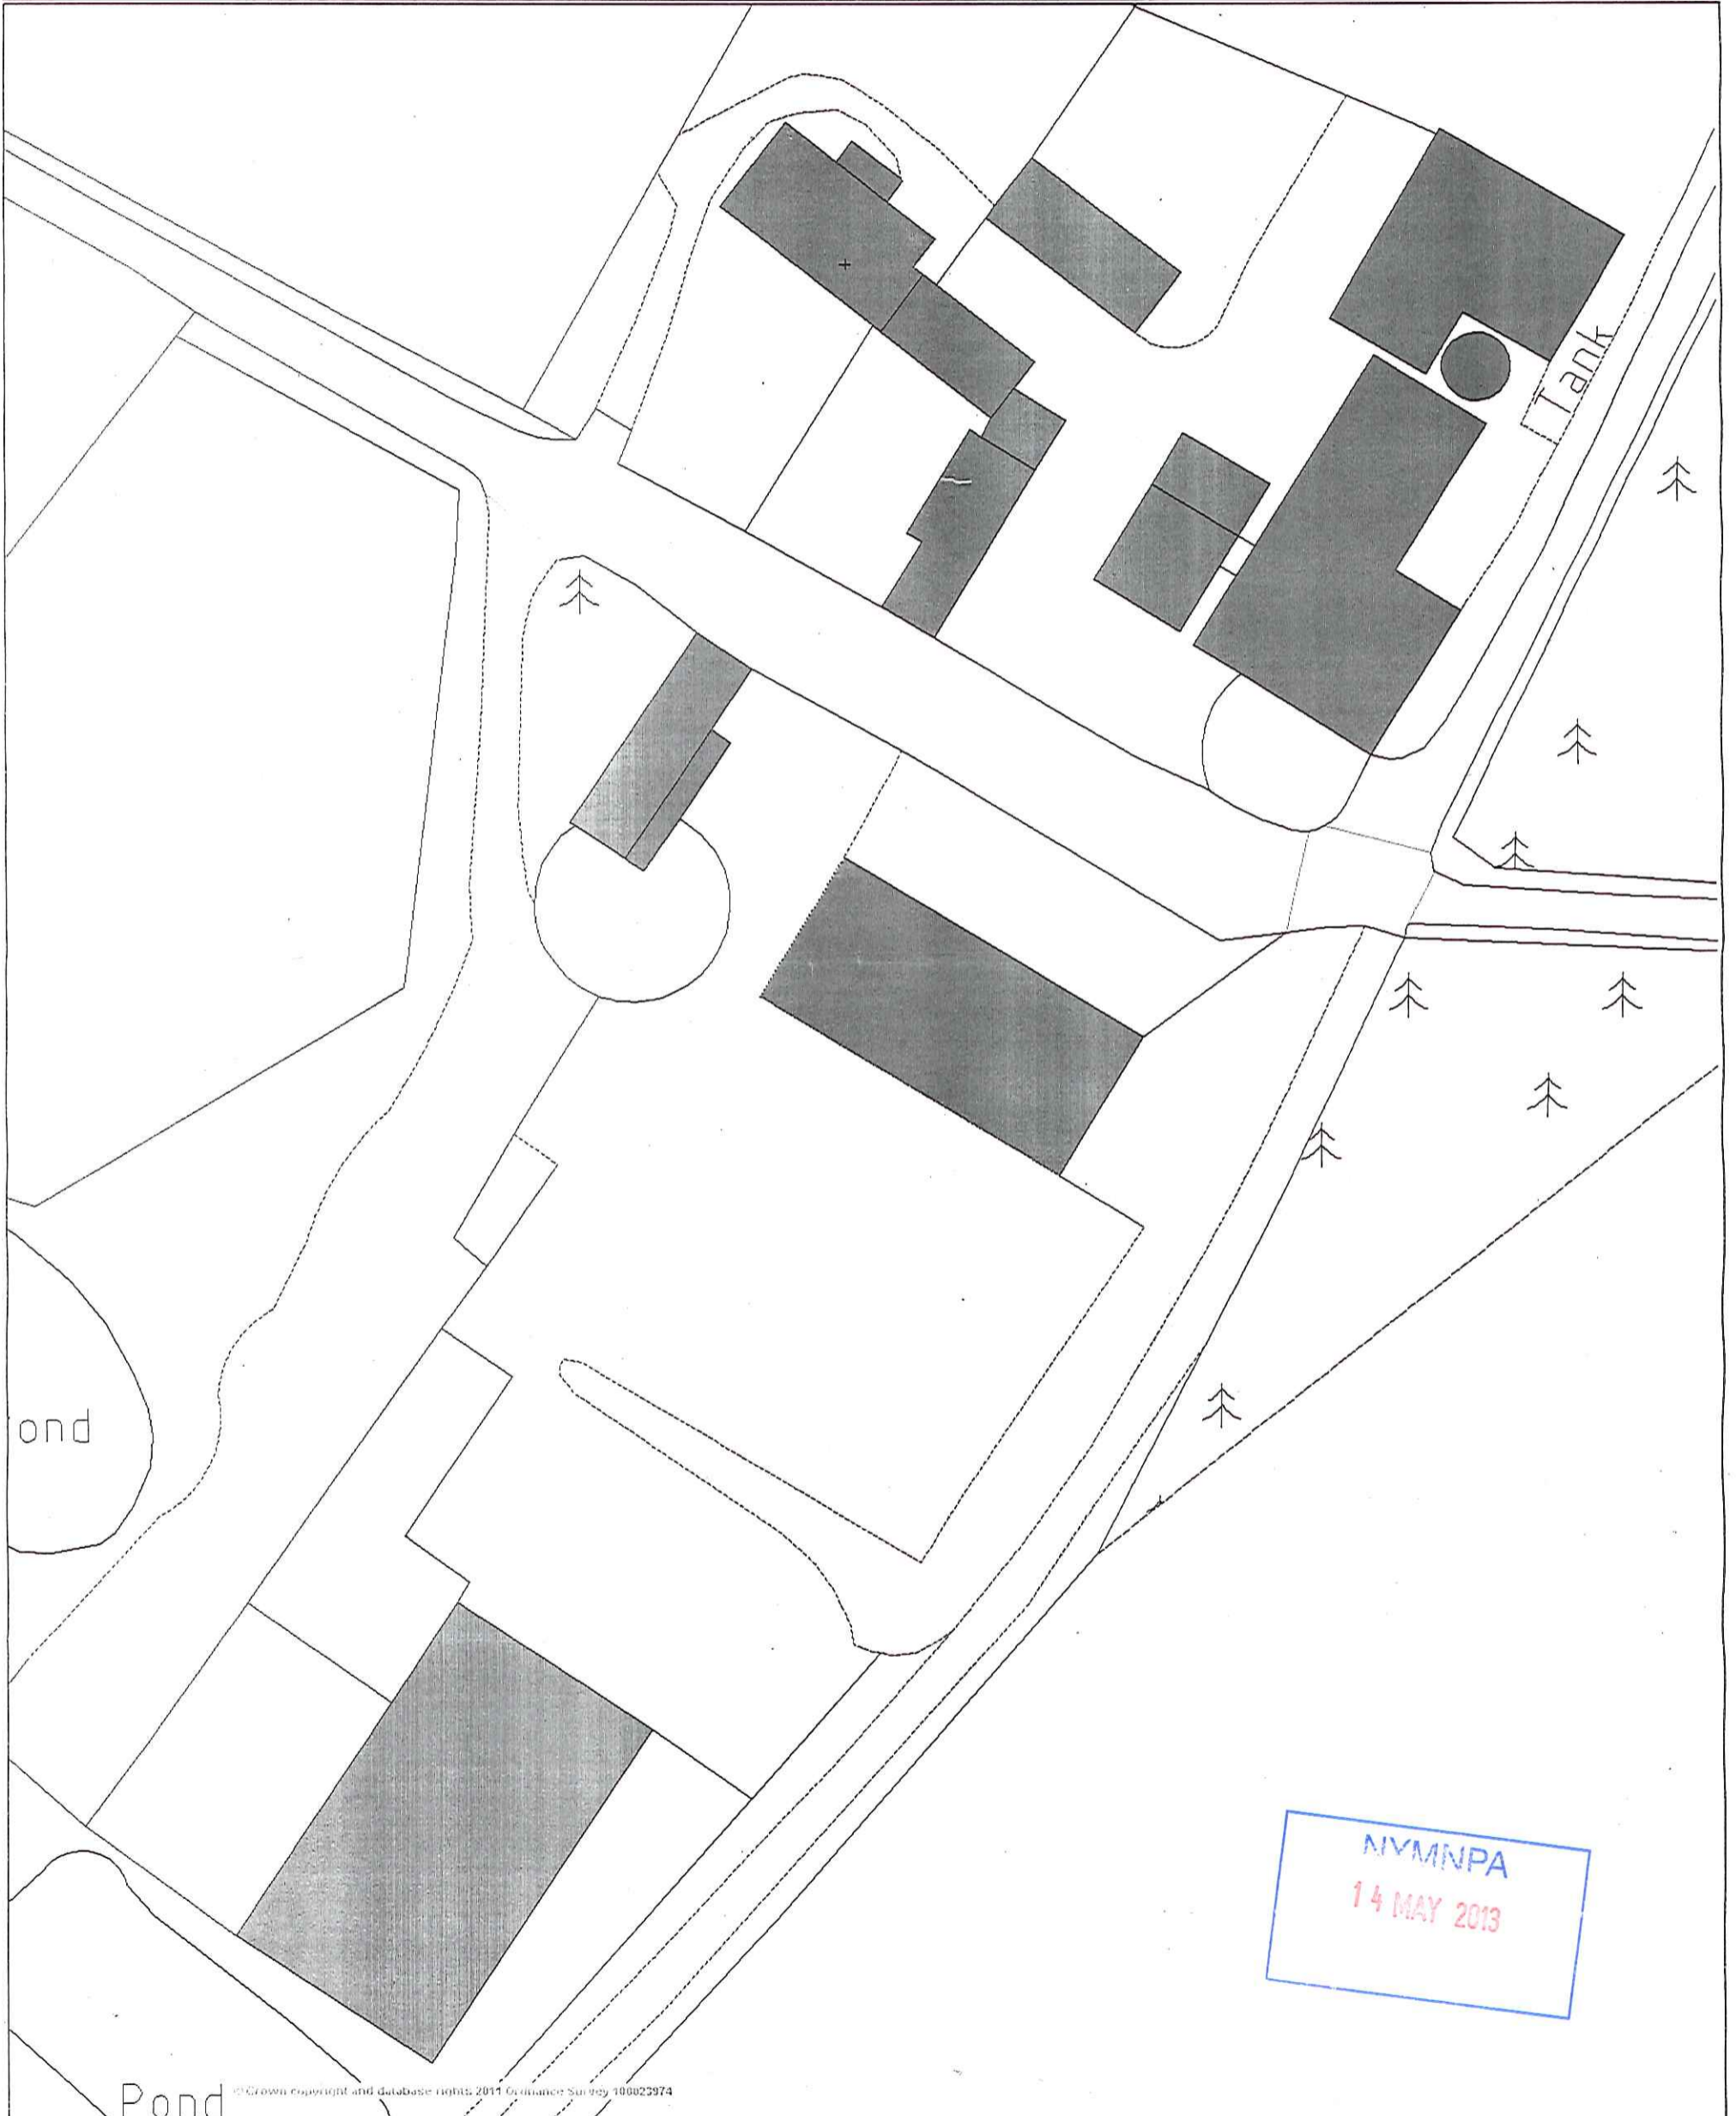 Tank
ond
NYMNPA
14 MAY 2013
Pond
© Crown copyright and database rights 2011 Ordnance Survey 100023974